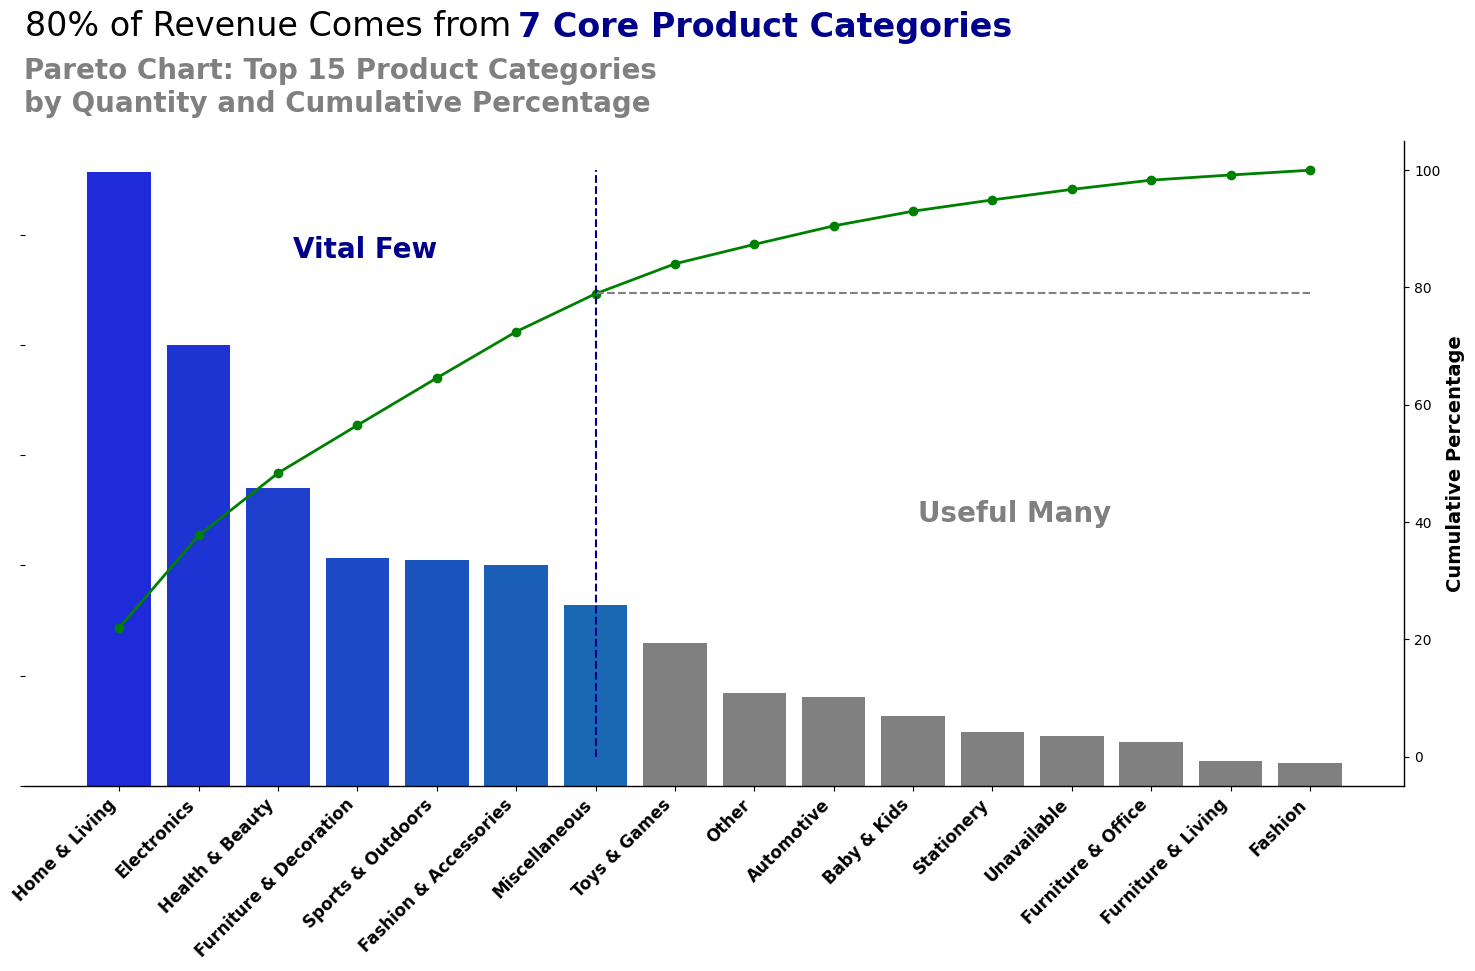 80% of Revenue Comes from 7 Core Product Categories
Pareto Chart: Top 15 Product Categories
by Quantity and Cumulative Percentage
Vital Few
Useful Many
100
80
60
40
20
0
Cumulative Percentage
Home & Living
Electronics
Health & Beauty
Furniture & Decoration
Sports & Outdoors
Fashion & Accessories
Miscellaneous
Toys & Games
Other
Automotive
Baby & Kids
Stationery
Unavailable
Furniture & Office
Furniture & Living
Fashion